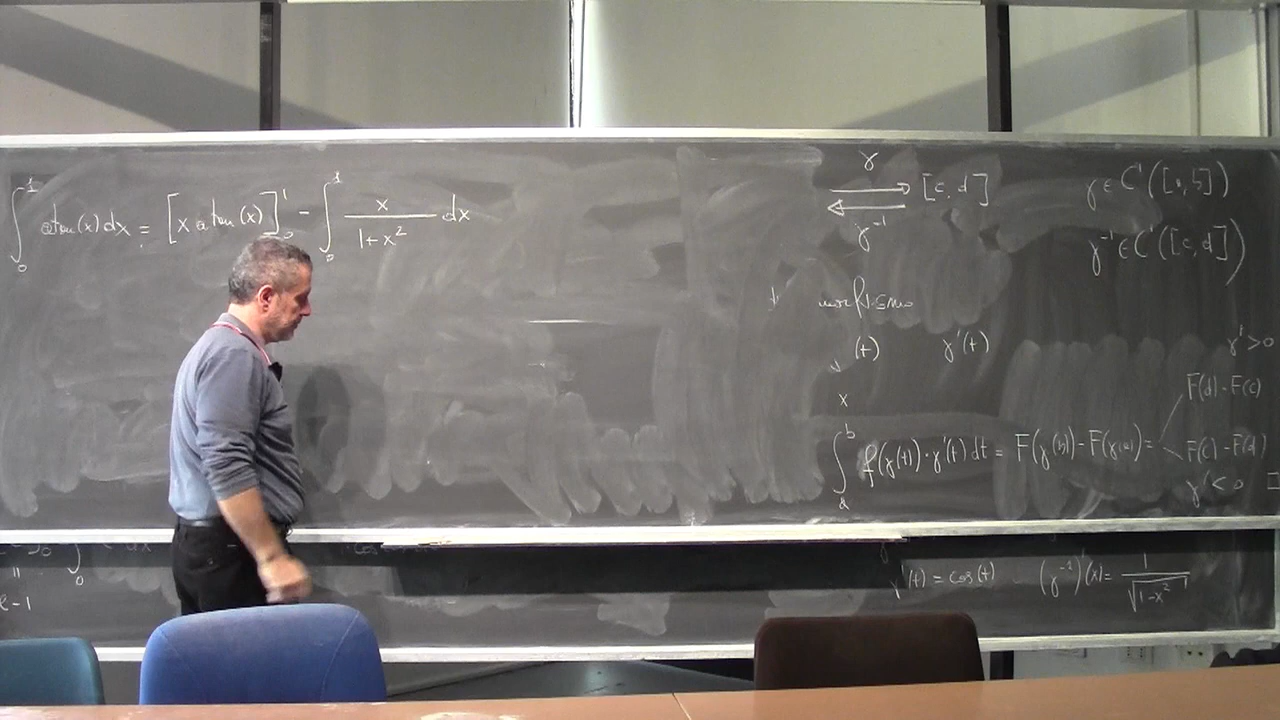 ∫₀¹ atan(x) dx = [x atan(x)]₀¹ - ∫₀¹ x/(1+x²) dx
γ
[c,d]
γ⁻¹
γ ∈ C¹([a,b])
γ⁻¹ ∈ C¹([c,d])
(t) γ'(t)
γ' > 0
x
F(d) - F(c)
∫ₐᵇ f(γ(t))·γ'(t) dt = F(γ(b)) - F(γ(a)) =
F(c) - F(d)
γ' < 0
γ(t) = cos(t) (γ⁻¹)'(x) = 1/√(1-x²)